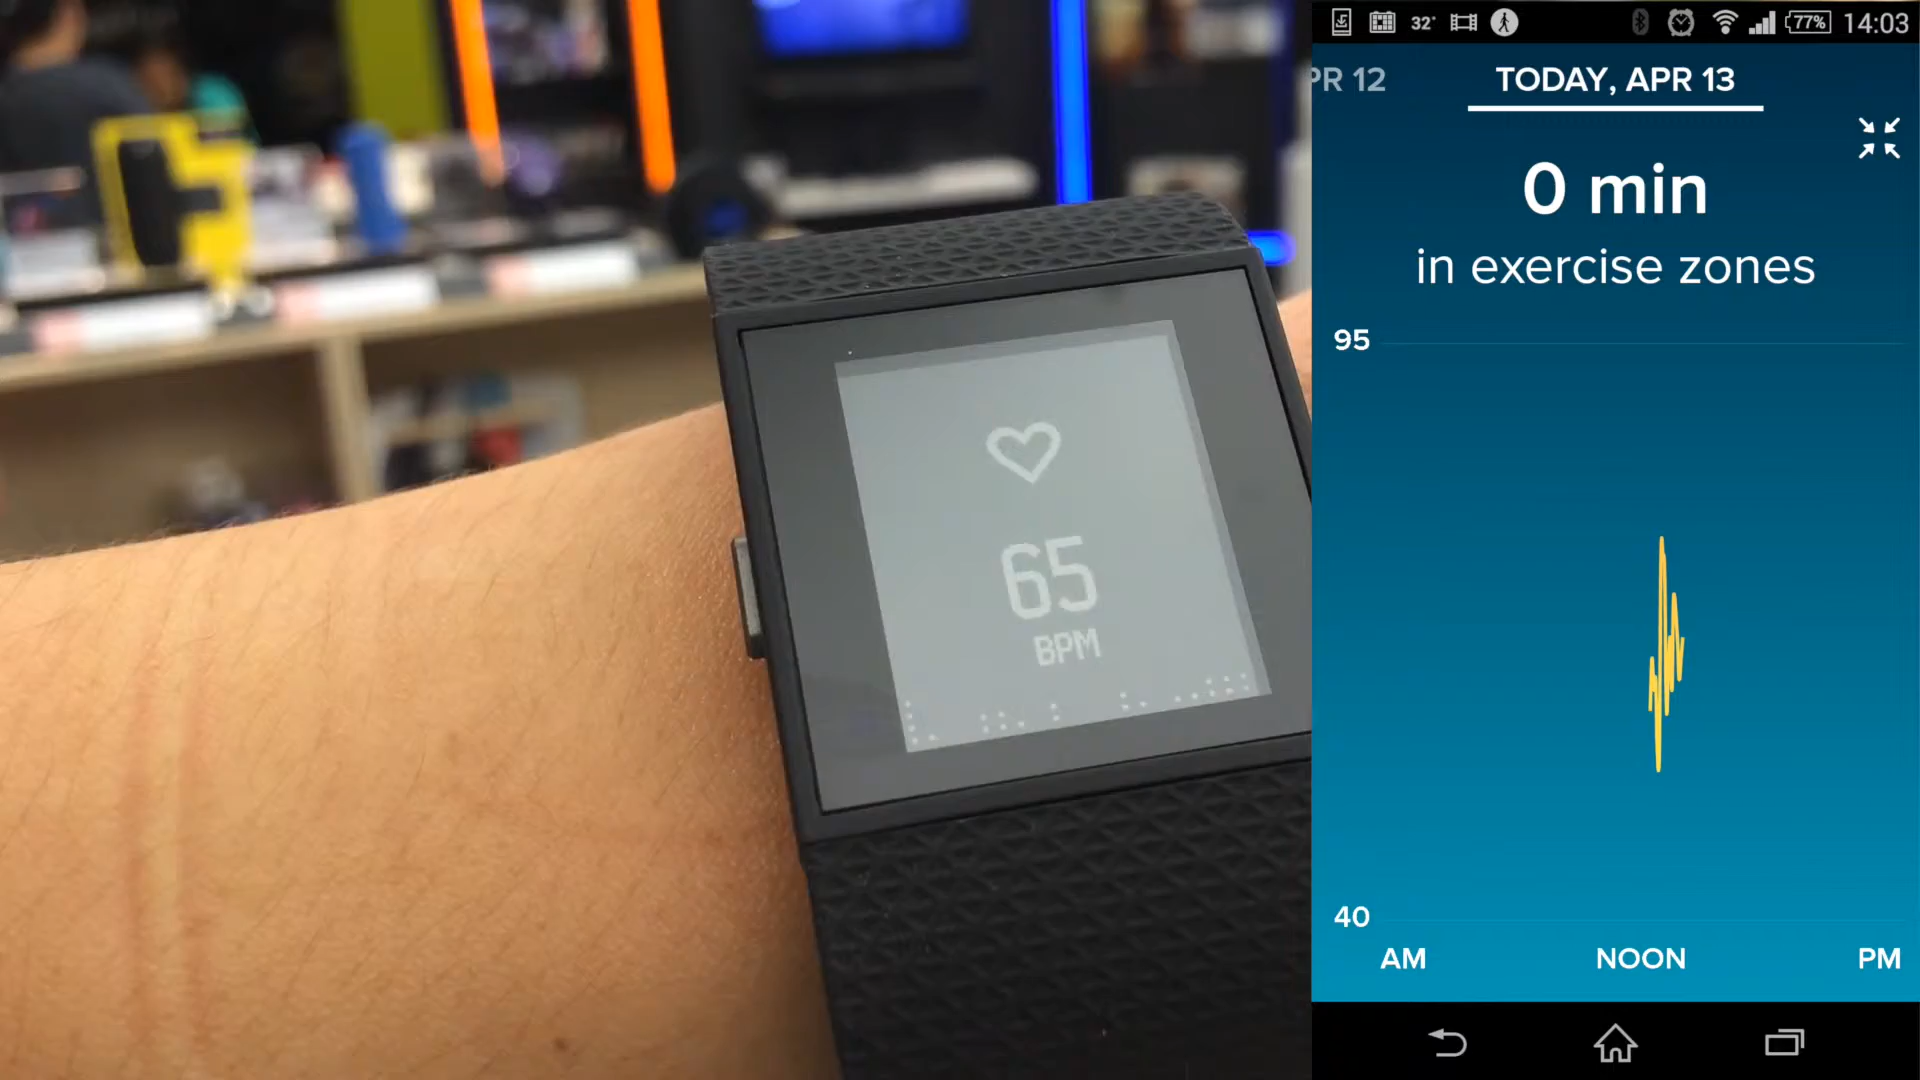 65
BPM
32°
77%
14:03
PR 12
TODAY, APR 13
0 min
in exercise zones
95
40
AM
NOON
PM